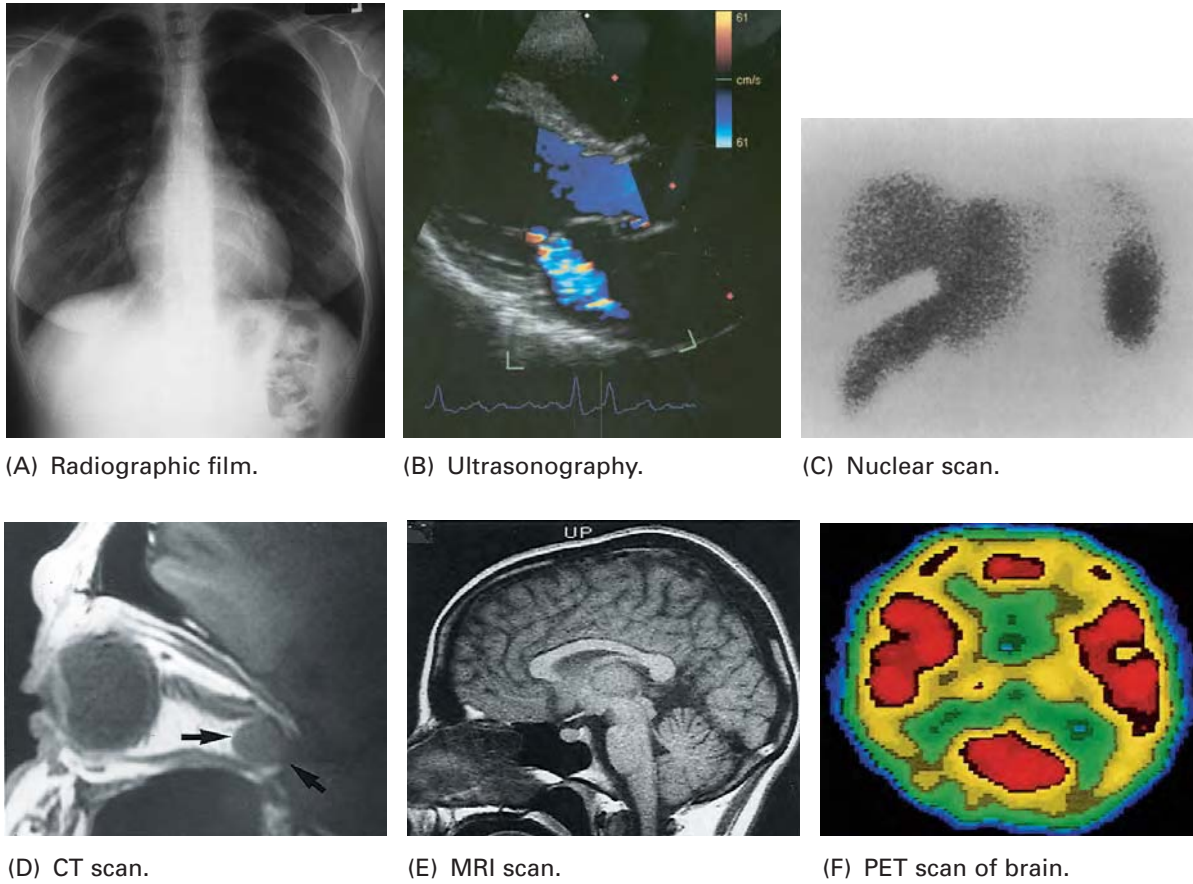 61
cm/s
61
(A) Radiographic film.
(B) Ultrasonography.
(C) Nuclear scan.
UP
(D) CT scan.
(E) MRI scan.
(F) PET scan of brain.